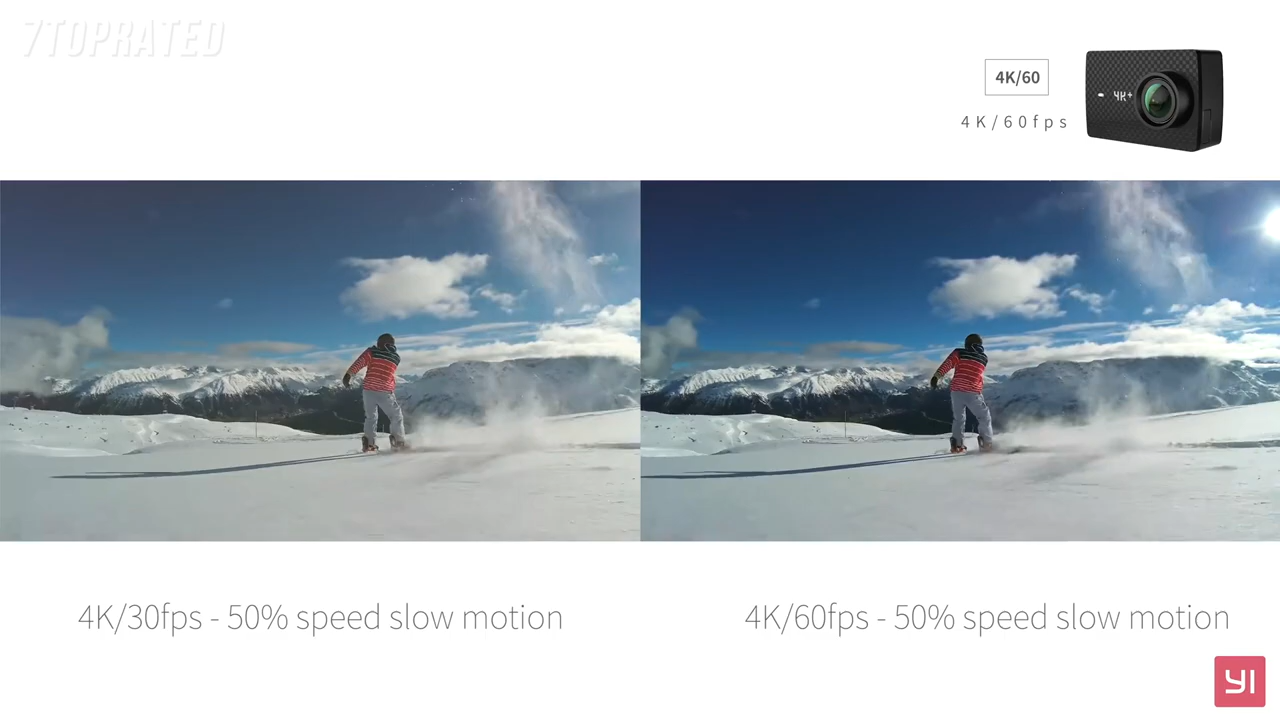 7TOPRATED
4K/60
4K/60fps
4K+
4K/30fps - 50% speed slow motion
4K/60fps - 50% speed slow motion
YI